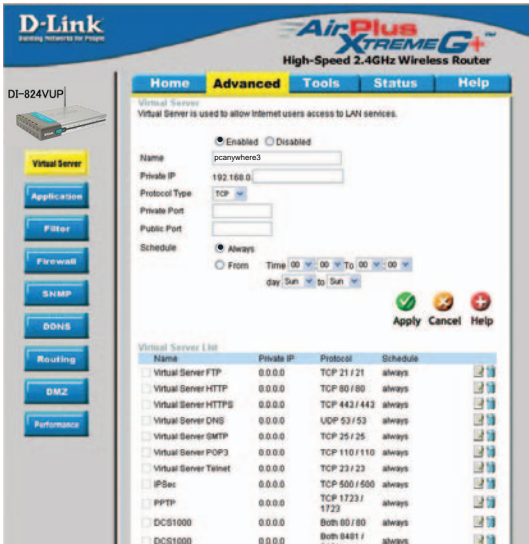 D-Link
Building Networks for People
AirPlus
XTREME G+™
High-Speed 2.4GHz Wireless Router
DI-824VUP
Home Advanced Tools Status Help
Virtual Server
Virtual Server is used to allow Internet users access to LAN services.
Enabled Disabled
Name pcanywhere3
Private IP 192.168.0.
Protocol Type TCP
Private Port
Public Port
Schedule Always
From Time 00 : 00 To 00 : 00
day Sun to Sun
Apply Cancel Help
Virtual Server
Application
Filter
Firewall
SNMP
DDNS
Routing
DMZ
Performance
Virtual Server List
Name Private IP Protocol Schedule
Virtual Server FTP 0.0.0.0 TCP 21 / 21 always
Virtual Server HTTP 0.0.0.0 TCP 80 / 80 always
Virtual Server HTTPS 0.0.0.0 TCP 443 / 443 always
Virtual Server DNS 0.0.0.0 UDP 53 / 53 always
Virtual Server SMTP 0.0.0.0 TCP 25 / 25 always
Virtual Server POP3 0.0.0.0 TCP 110 / 110 always
Virtual Server Telnet 0.0.0.0 TCP 23 / 23 always
IPSec 0.0.0.0 TCP 500 / 500 always
PPTP 0.0.0.0 TCP 1723 / 1723 always
DCS1000 0.0.0.0 Both 80 / 80 always
DCS1000 0.0.0.0 Both 8481 / always